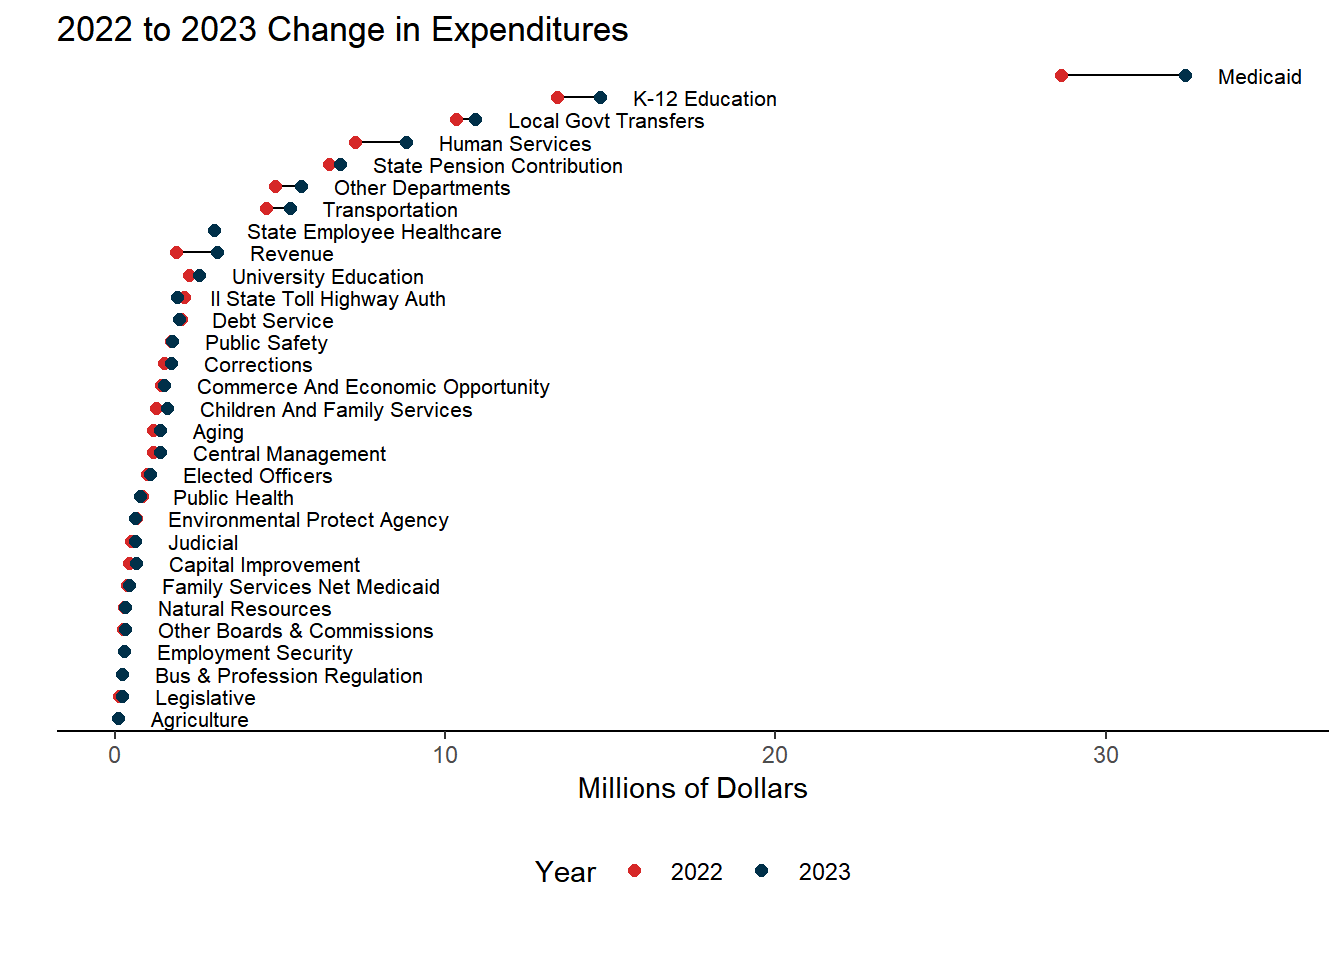 2022 to 2023 Change in Expenditures
Medicaid
K-12 Education
Local Govt Transfers
Human Services
State Pension Contribution
Other Departments
Transportation
State Employee Healthcare
Revenue
University Education
Il State Toll Highway Auth
Debt Service
Public Safety
Corrections
Commerce And Economic Opportunity
Children And Family Services
Aging
Central Management
Elected Officers
Public Health
Environmental Protect Agency
Judicial
Capital Improvement
Family Services Net Medicaid
Natural Resources
Other Boards & Commissions
Employment Security
Bus & Profession Regulation
Legislative
Agriculture
0 10 20 30
Millions of Dollars
Year 2022 2023